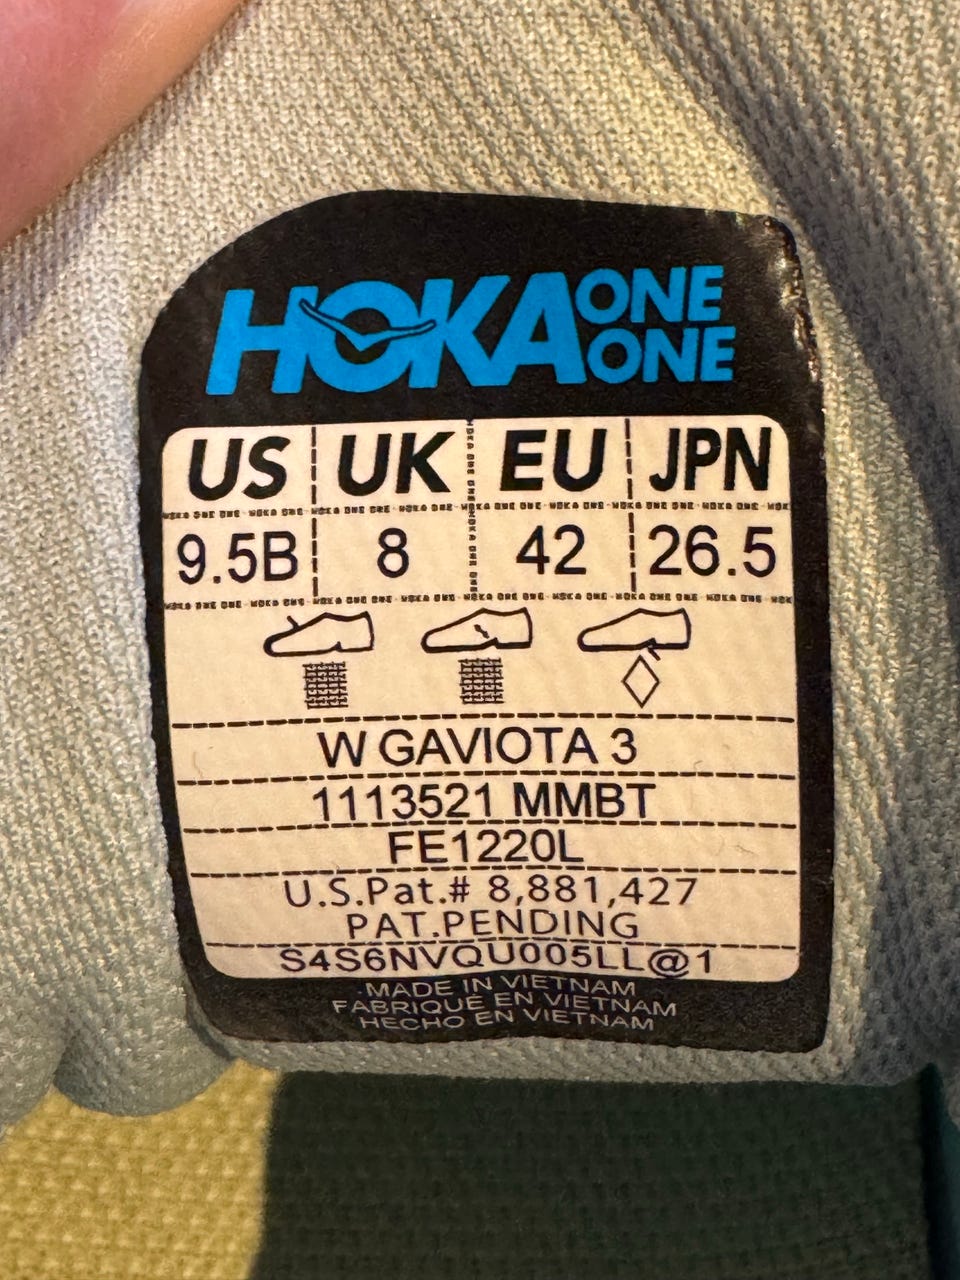 HOKA ONE ONE
US UK EU JPN
9.5B 8 42 26.5
W GAVIOTA 3
1113521 MMBT
FE1220L
U.S.Pat.# 8,881,427
PAT.PENDING
S4S6NVQU005LL@1
MADE IN VIETNAM
FABRIQUÉ EN VIETNAM
HECHO EN VIETNAM